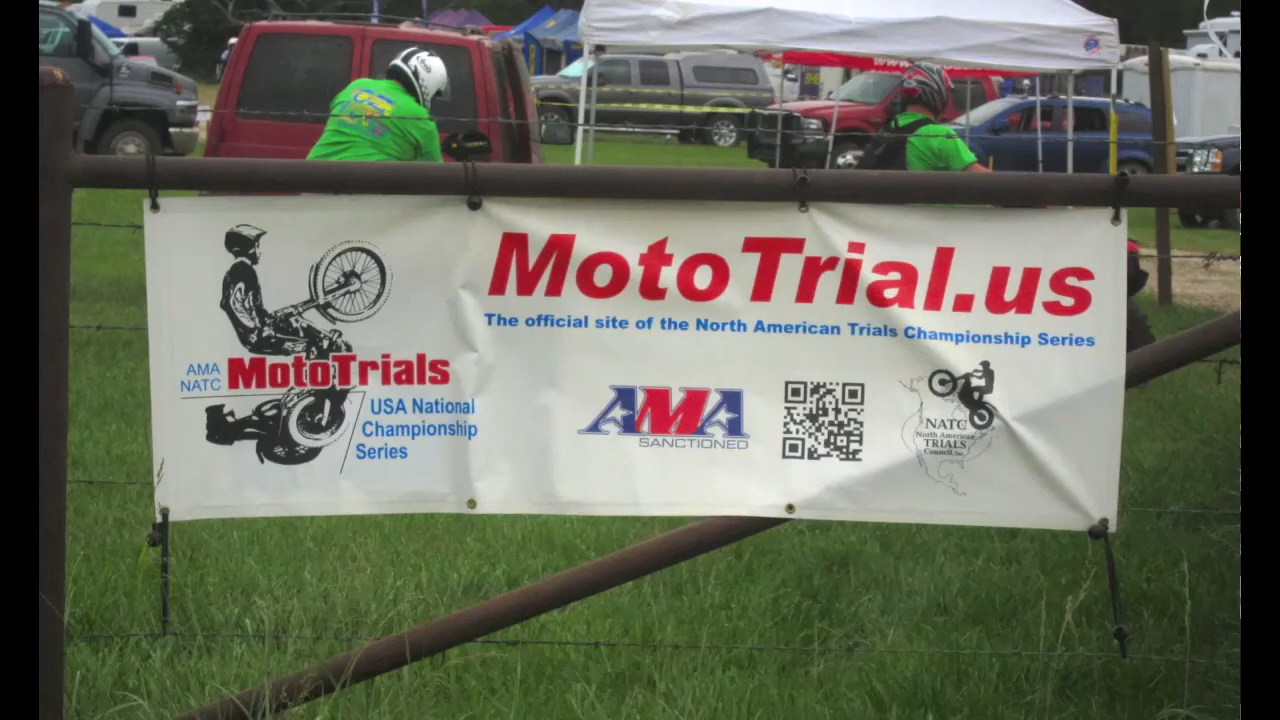 www.
MotoTrial.us
The official site of the North American Trials Championship Series
AMA
NATC
MotoTrials
USA National
Championship
Series
AMA
SANCTIONED
NATC
North American
TRIALS
Council, Inc.